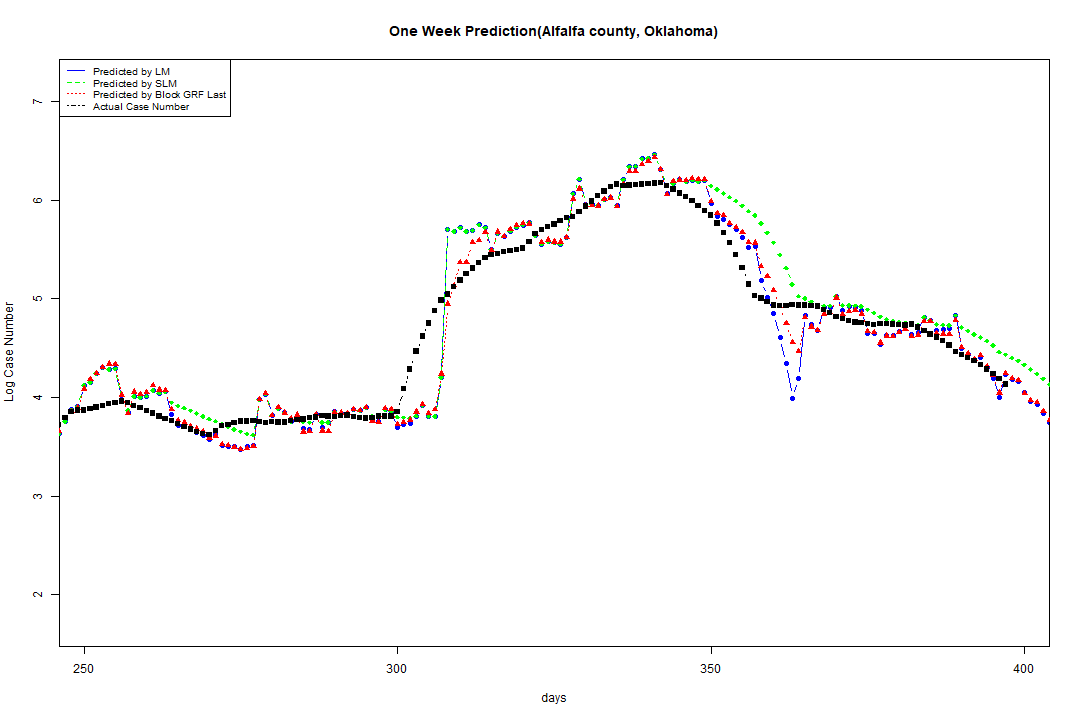 One Week Prediction(Alfalfa county, Oklahoma)
Predicted by LM
Predicted by SLM
Predicted by Block GRF Last
Actual Case Number
Log Case Number
7
6
5
4
3
2
250
300
350
400
days